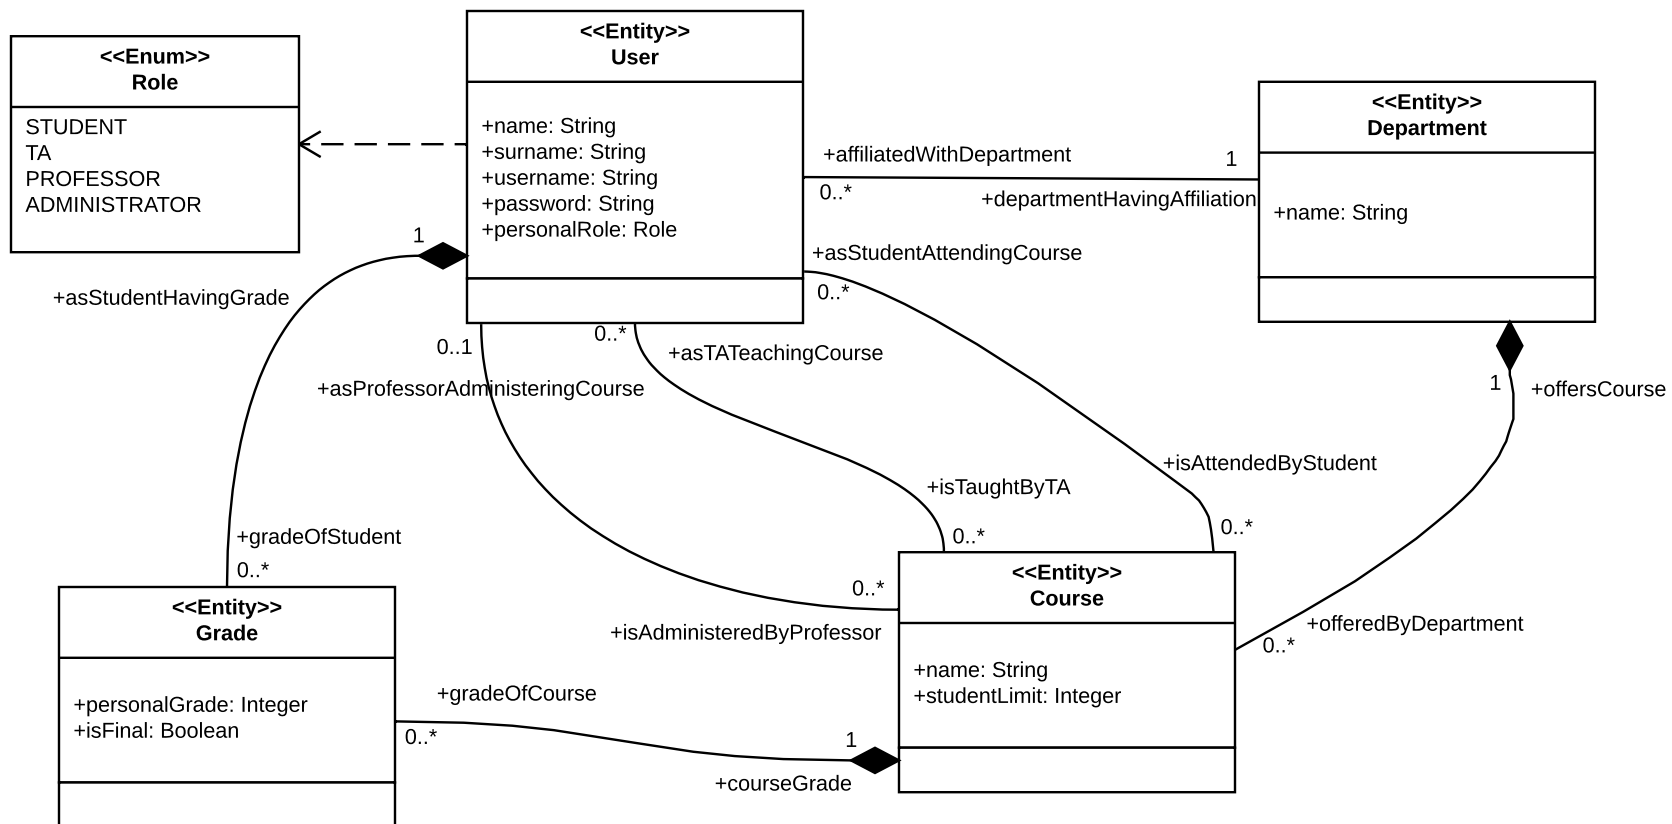 <<Enum>>
Role
STUDENT
TA
PROFESSOR
ADMINISTRATOR
<<Entity>>
User
+name: String
+surname: String
+username: String
+password: String
+personalRole: Role
<<Entity>>
Department
+name: String
+affiliatedWithDepartment
1
0..*
+departmentHavingAffiliation
1
+asStudentHavingGrade
+asStudentAttendingCourse
0..*
0..1
0..*
+asTATeachingCourse
+asProfessorAdministeringCourse
1
+offersCourse
+isAttendedByStudent
0..*
+isTaughtByTA
0..*
+gradeOfStudent
0..*
0..*
+isAdministeredByProfessor
+offeredByDepartment
0..*
<<Entity>>
Grade
+personalGrade: Integer
+isFinal: Boolean
<<Entity>>
Course
+name: String
+studentLimit: Integer
+gradeOfCourse
0..*
1
+courseGrade